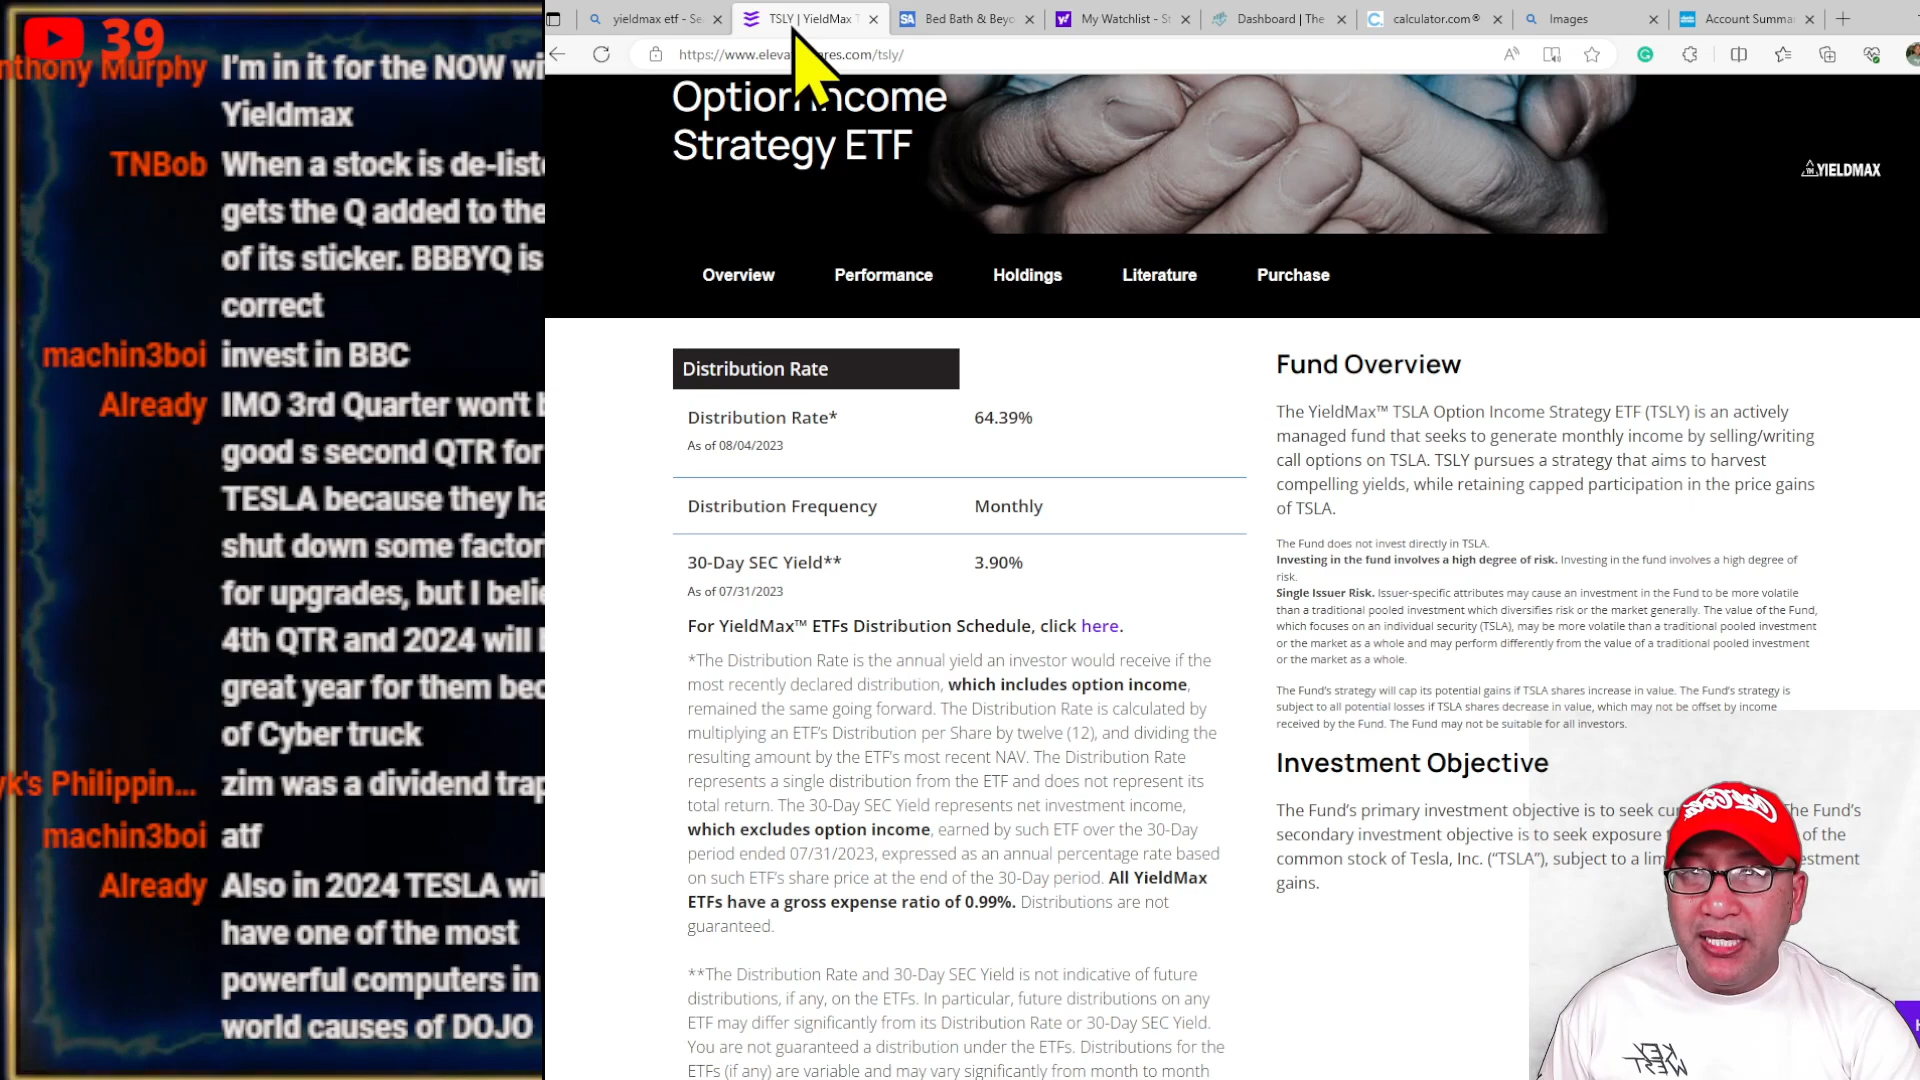 39
nthony Murphy I'm in it for the NOW wi
Yieldmax
TNBob When a stock is de-list
gets the Q added to the
of its sticker. BBBYQ is
correct
machin3boi invest in BBC
Already IMO 3rd Quarter won't
good s second QTR for
TESLA because they ha
shut down some factor
for upgrades, but I belie
4th QTR and 2024 will
great year for them bec
of Cyber truck
yk's Philippin... zim was a dividend trap
machin3boi atf
Already Also in 2024 TESLA wi
have one of the most
powerful computers in
world causes of DOJO
yieldmax etf - Se
TSLY | YieldMax T
SA Bed Bath & Beyo
My Watchlist - St
Dashboard | The
calculator.com®
Images
Account Summa
https://www.eleva res.com/tsly/
Option Income
Strategy ETF
YIELDMAX
Overview Performance Holdings Literature Purchase
Distribution Rate
Distribution Rate* 64.39%
As of 08/04/2023
Distribution Frequency Monthly
30-Day SEC Yield** 3.90%
As of 07/31/2023
For YieldMax™ ETFs Distribution Schedule, click here.
*The Distribution Rate is the annual yield an investor would receive if the
most recently declared distribution, which includes option income,
remained the same going forward. The Distribution Rate is calculated by
multiplying an ETF's Distribution per Share by twelve (12), and dividing the
resulting amount by the ETF's most recent NAV. The Distribution Rate
represents a single distribution from the ETF and does not represent its
total return. The 30-Day SEC Yield represents net investment income,
which excludes option income, earned by such ETF over the 30-Day
period ended 07/31/2023, expressed as an annual percentage rate based
on such ETF's share price at the end of the 30-Day period. All YieldMax
ETFs have a gross expense ratio of 0.99%. Distributions are not
guaranteed.
**The Distribution Rate and 30-Day SEC Yield is not indicative of future
distributions, if any, on the ETFs. In particular, future distributions on any
ETF may differ significantly from its Distribution Rate or 30-Day SEC Yield.
You are not guaranteed a distribution under the ETFs. Distributions for the
ETFs (if any) are variable and may vary significantly from month to month
Fund Overview
The YieldMax™ TSLA Option Income Strategy ETF (TSLY) is an actively
managed fund that seeks to generate monthly income by selling/writing
call options on TSLA. TSLY pursues a strategy that aims to harvest
compelling yields, while retaining capped participation in the price gains
of TSLA.
The Fund does not invest directly in TSLA.
Investing in the fund involves a high degree of risk. Investing in the fund involves a high degree of
risk.
Single Issuer Risk. Issuer-specific attributes may cause an investment in the Fund to be more volatile
than a traditional pooled investment which diversifies risk or the market generally. The value of the Fund,
which focuses on an individual security (TSLA), may be more volatile than a traditional pooled investment
or the market as a whole and may perform differently from the value of a traditional pooled investment
or the market as a whole.
The Fund's strategy will cap its potential gains if TSLA shares increase in value. The Fund's strategy is
subject to all potential losses if TSLA shares decrease in value, which may not be offset by income
received by the Fund. The Fund may not be suitable for all investors.
Investment Objective
The Fund's primary investment objective is to seek cu The Fund's
secondary investment objective is to seek exposure of the
common stock of Tesla, Inc. ("TSLA"), subject to a lim estment
gains.
Coca-Cola
KEY
WEST